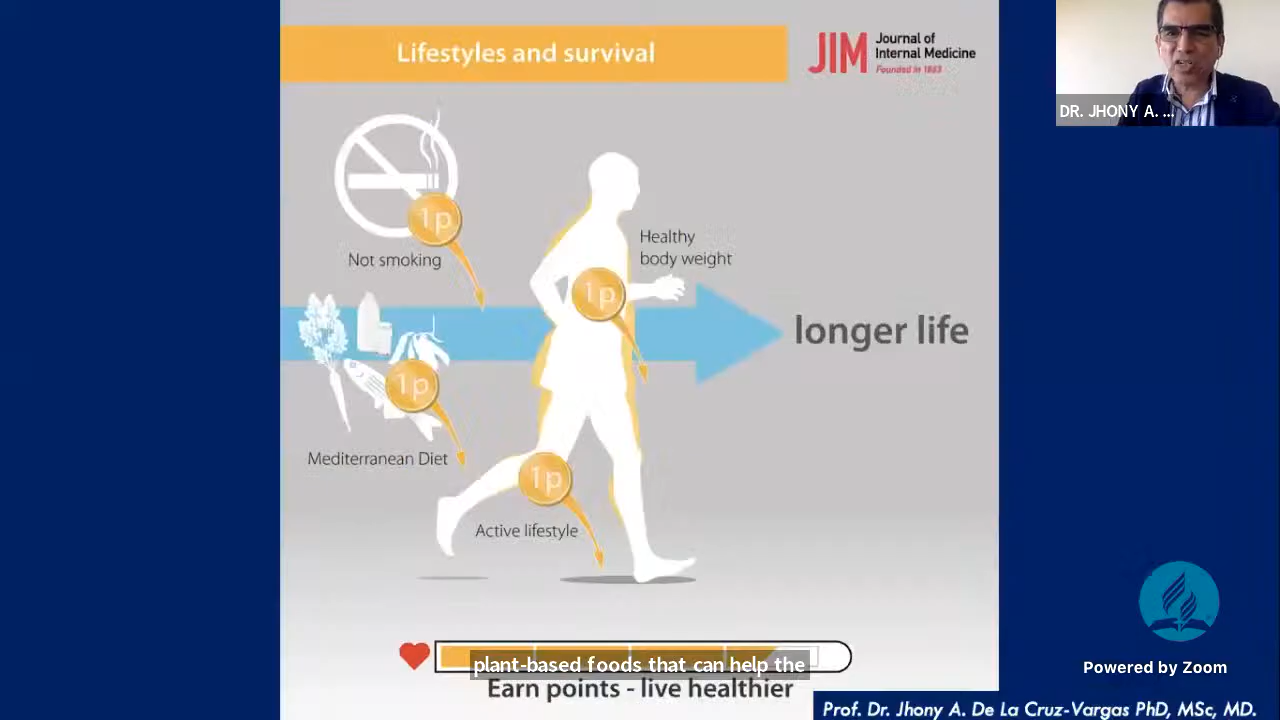 Lifestyles and survival
JIM
Journal of
Internal Medicine
Founded in 1883
DR. JHONY A. ...
1p
Not smoking
Healthy
body weight
1p
longer life
1p
Mediterranean Diet
1p
Active lifestyle
plant-based foods that can help the
Earn points - live healthier
Powered by Zoom
Prof. Dr. Jhony A. De La Cruz-Vargas PhD, MSc, MD.